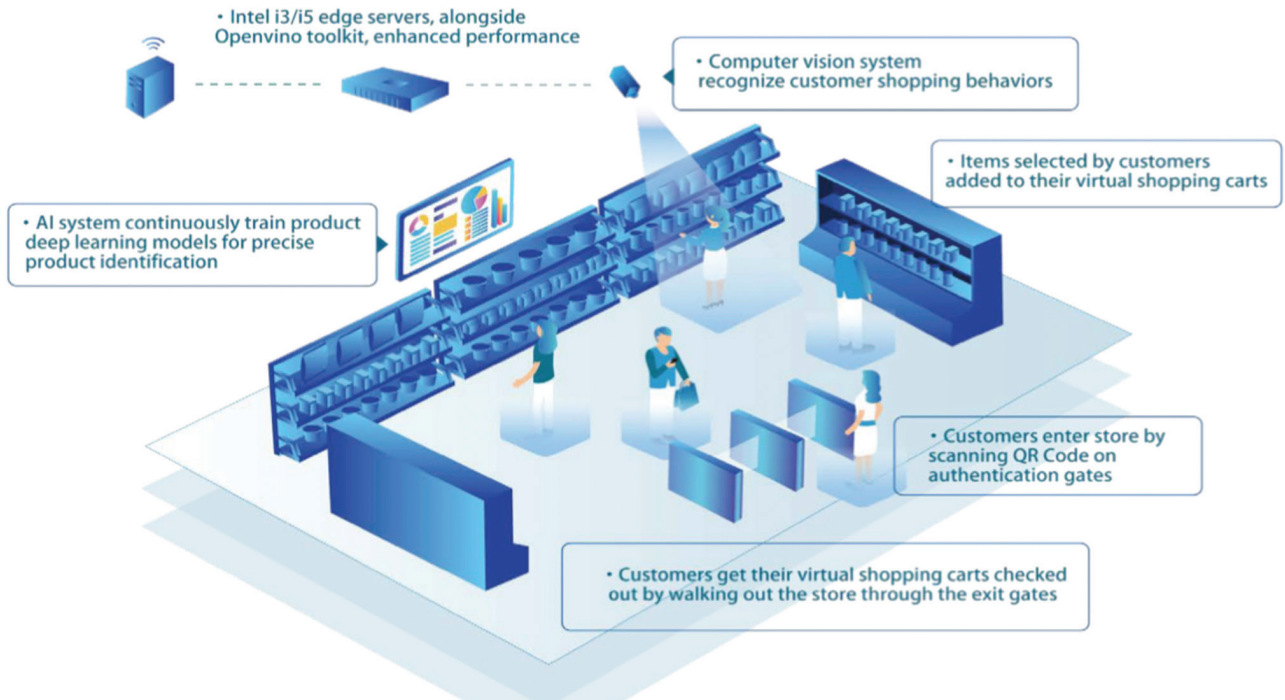 • Intel i3/i5 edge servers, alongside
Openvino toolkit, enhanced performance
• Computer vision system
recognize customer shopping behaviors
• Items selected by customers
added to their virtual shopping carts
• AI system continuously train product
deep learning models for precise
product identification
• Customers enter store by
scanning QR Code on
authentication gates
• Customers get their virtual shopping carts checked
out by walking out the store through the exit gates